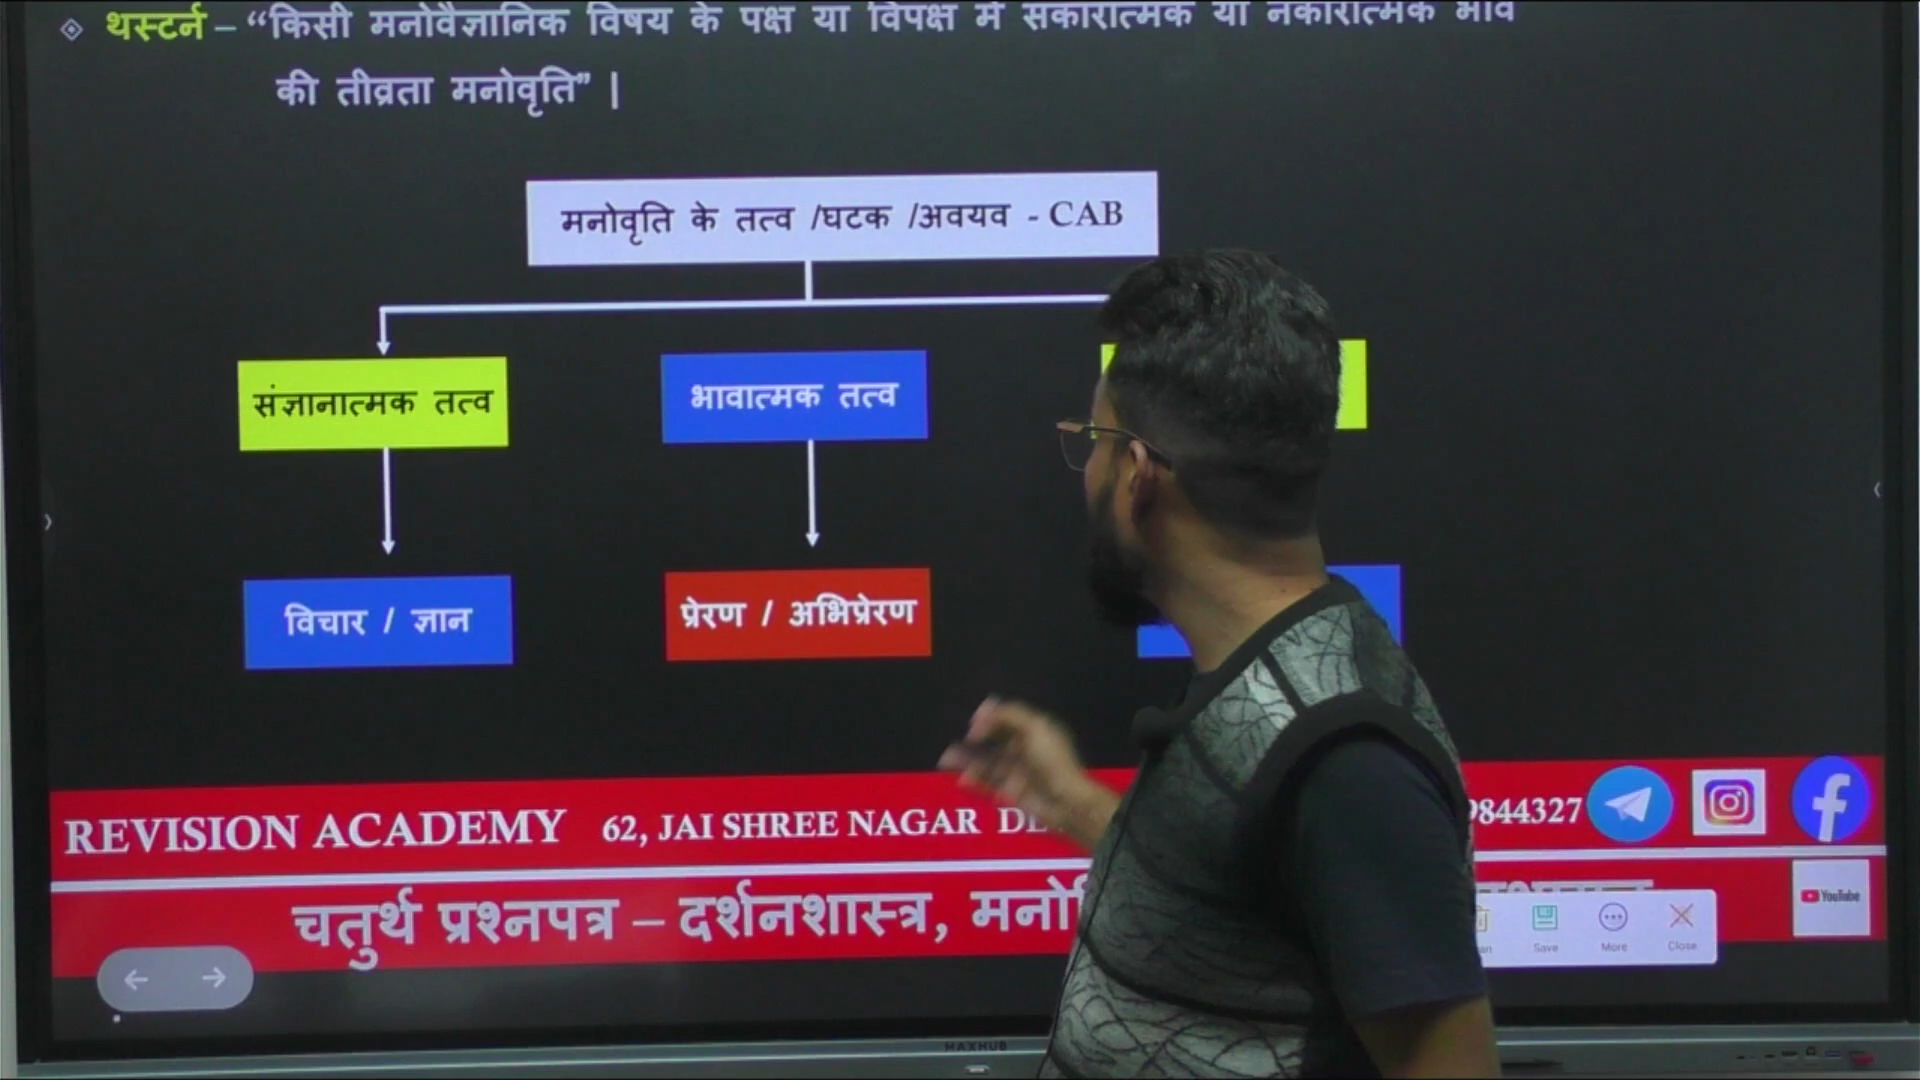 थर्स्टन – “किसी मनोवैज्ञानिक विषय के पक्ष या विपक्ष में सकारात्मक या नकारात्मक भाव
की तीव्रता मनोवृति” |
मनोवृति के तत्व /घटक /अवयव - CAB
संज्ञानात्मक तत्व
भावात्मक तत्व
विचार / ज्ञान
प्रेरण / अभिप्रेरण
REVISION ACADEMY 62, JAI SHREE NAGAR 9844327
चतुर्थ प्रश्नपत्र – दर्शनशास्त्र,
YouTube
Save More Close
MAXHUB